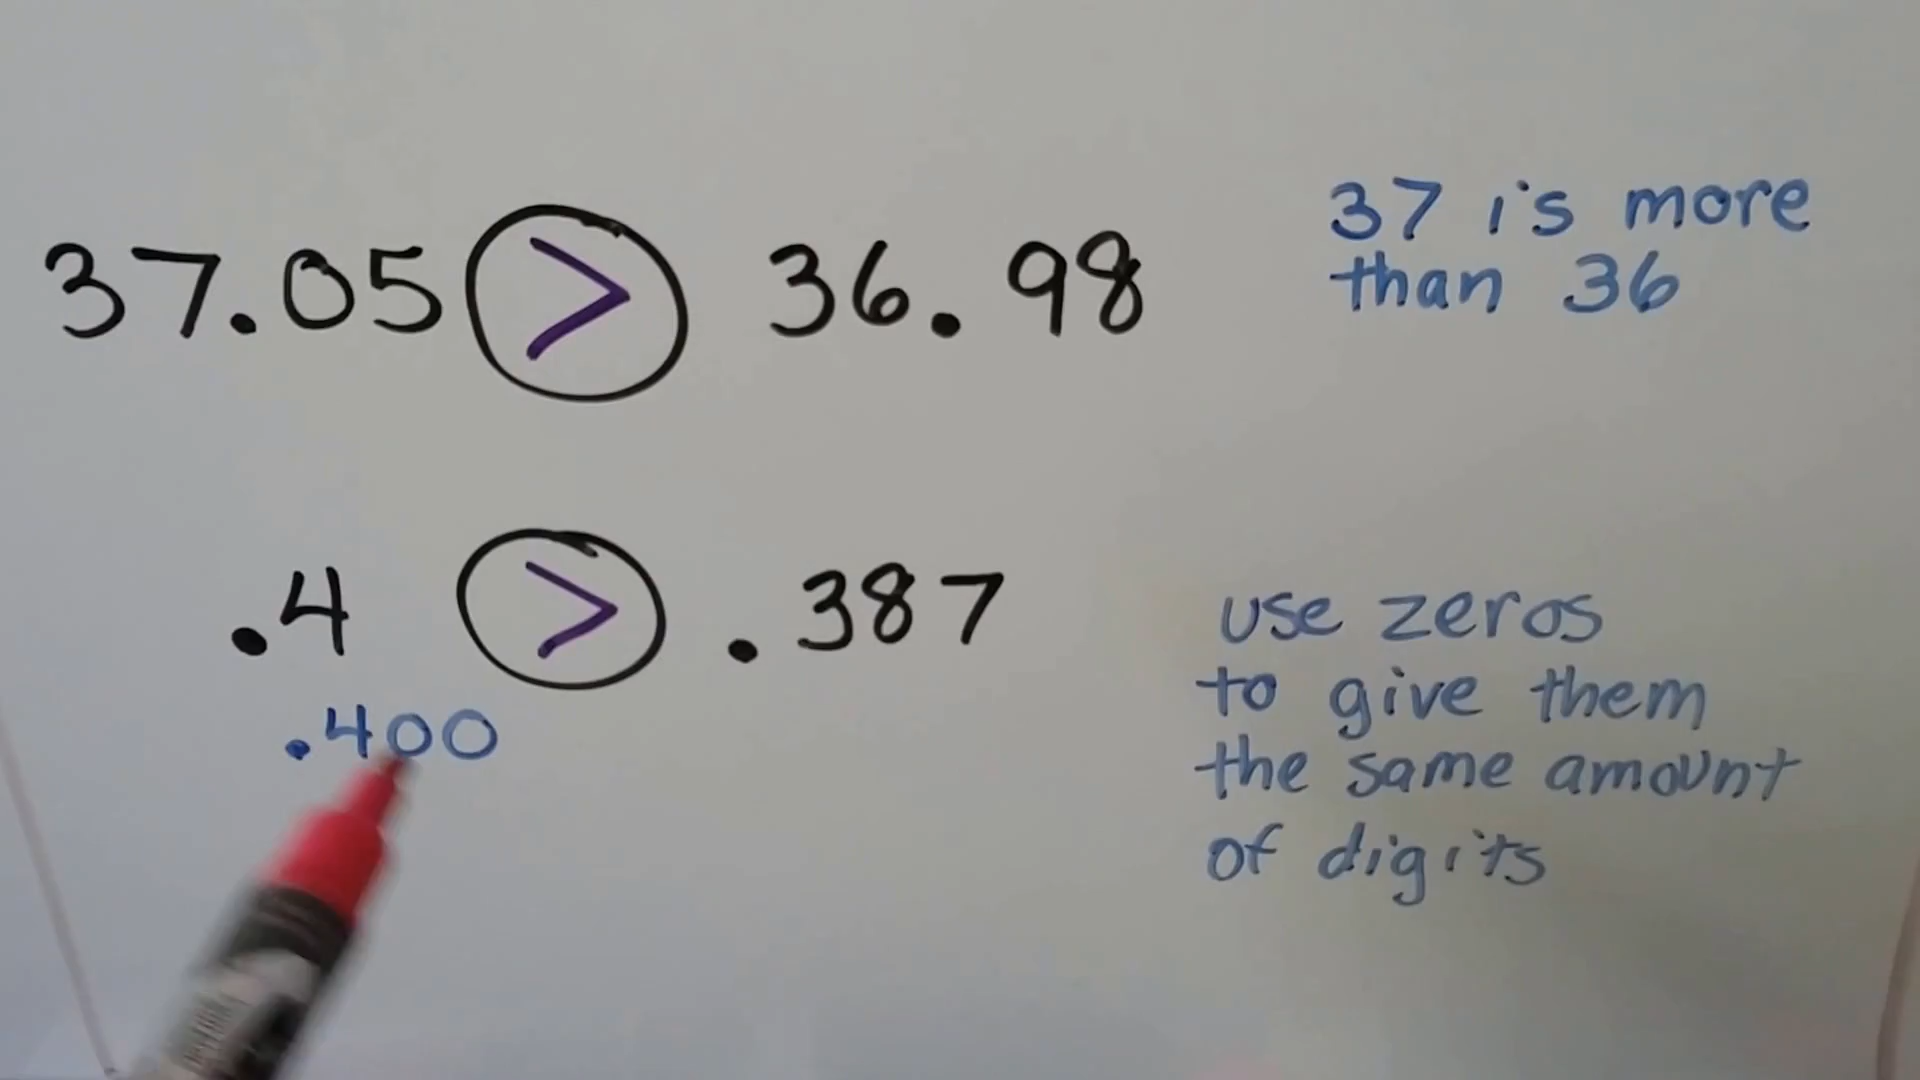 37.05 > 36.98
37 is more
than 36
.4 > .387
.400
use zeros
to give them
the same amount
of digits